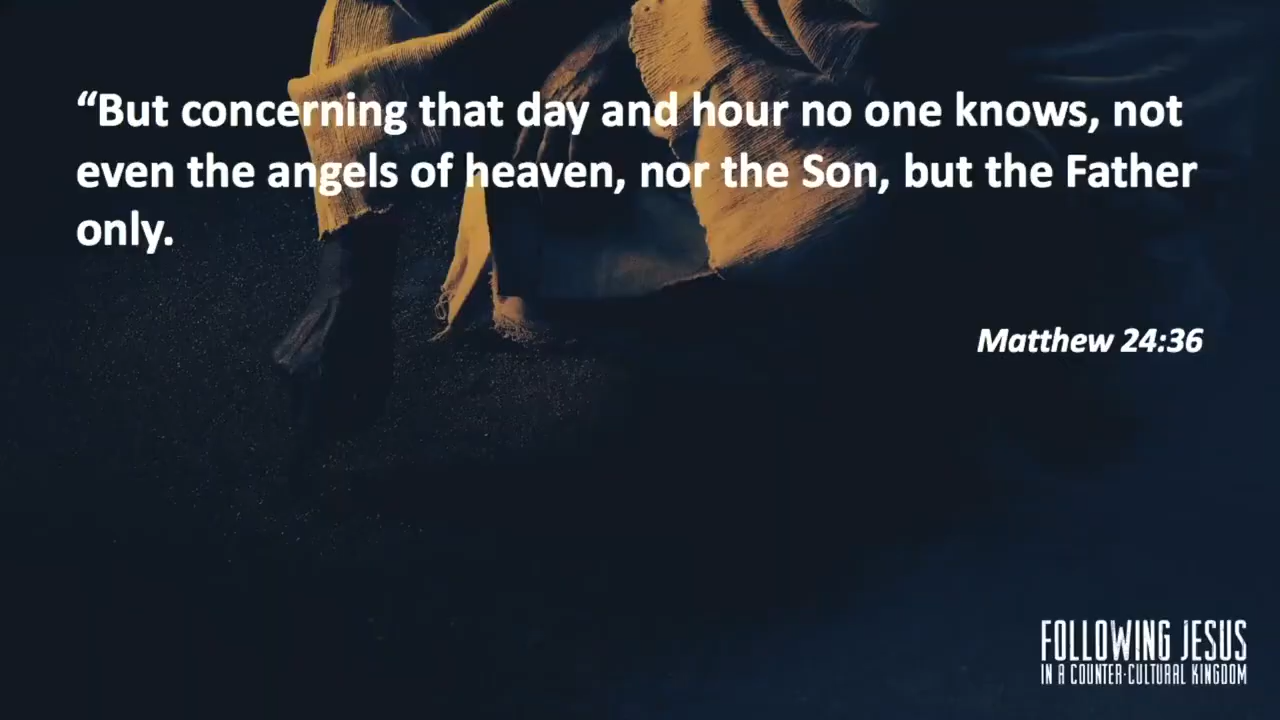 “But concerning that day and hour no one knows, not
even the angels of heaven, nor the Son, but the Father
only.
Matthew 24:36
FOLLOWING JESUS
IN A COUNTER-CULTURAL KINGDOM